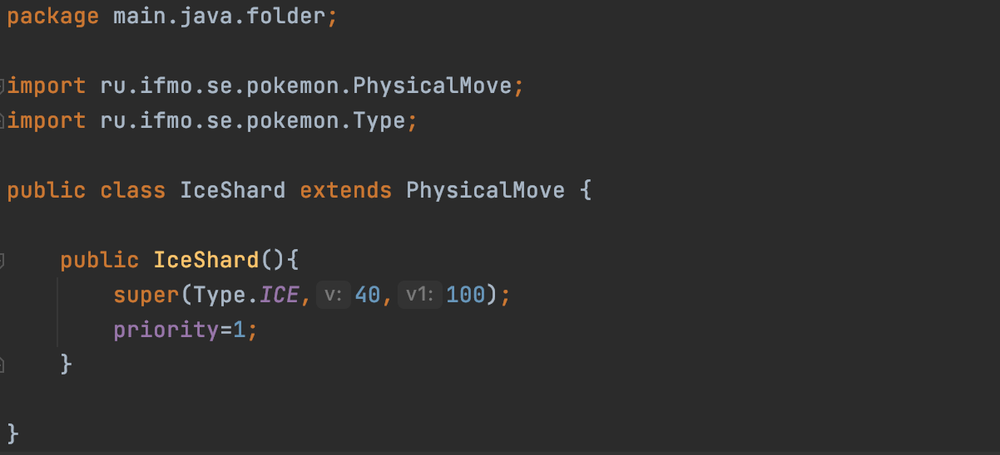 package main.java.folder;
import ru.ifmo.se.pokemon.PhysicalMove;
import ru.ifmo.se.pokemon.Type;
public class IceShard extends PhysicalMove {
public IceShard(){
super(Type.ICE, v: 40, v1: 100);
priority=1;
}
}